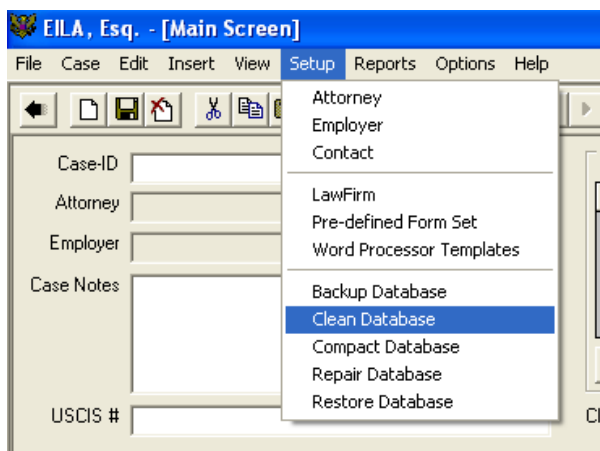 EILA, Esq. - [Main Screen]
File Case Edit Insert View Setup Reports Options Help
Attorney
Employer
Contact
LawFirm
Pre-defined Form Set
Word Processor Templates
Backup Database
Clean Database
Compact Database
Repair Database
Restore Database
Case-ID
Attorney
Employer
Case Notes
USCIS #